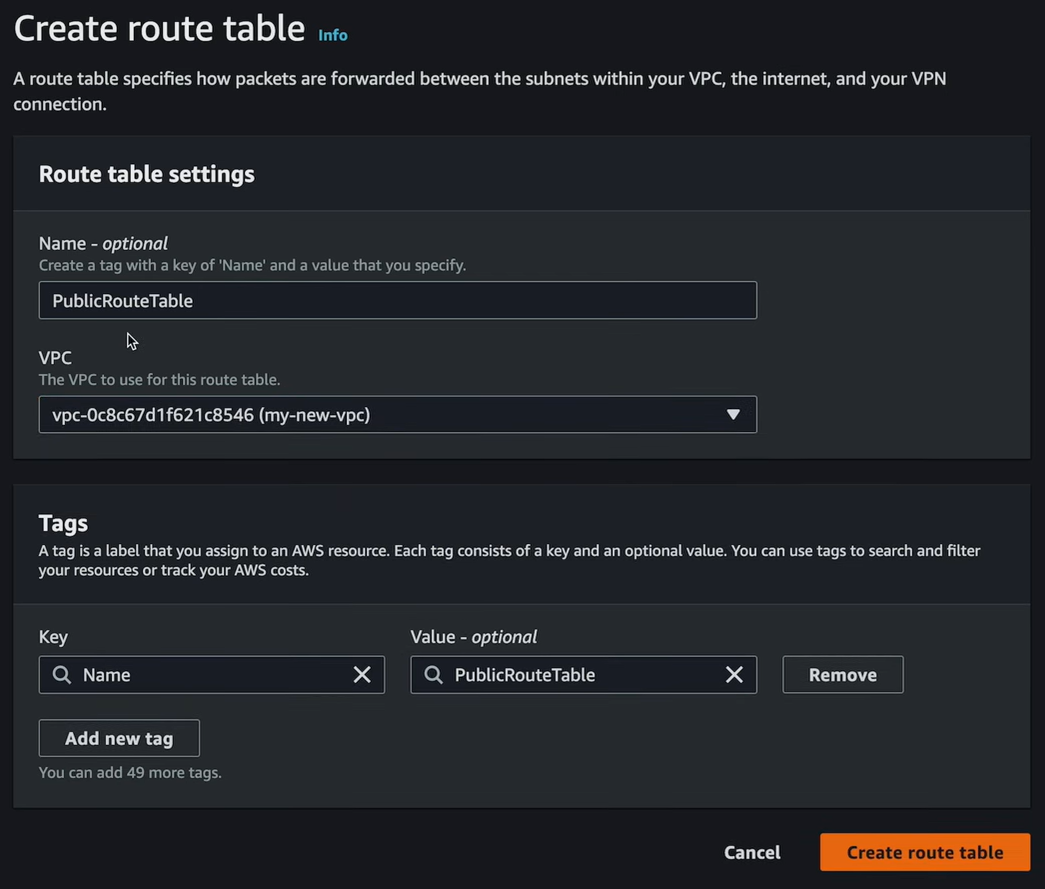 Create route table Info
A route table specifies how packets are forwarded between the subnets within your VPC, the internet, and your VPN
connection.
Route table settings
Name - optional
Create a tag with a key of 'Name' and a value that you specify.
PublicRouteTable
VPC
The VPC to use for this route table.
vpc-0c8c67d1f621c8546 (my-new-vpc)
Tags
A tag is a label that you assign to an AWS resource. Each tag consists of a key and an optional value. You can use tags to search and filter
your resources or track your AWS costs.
Key Value - optional
Name PublicRouteTable Remove
Add new tag
You can add 49 more tags.
Cancel Create route table